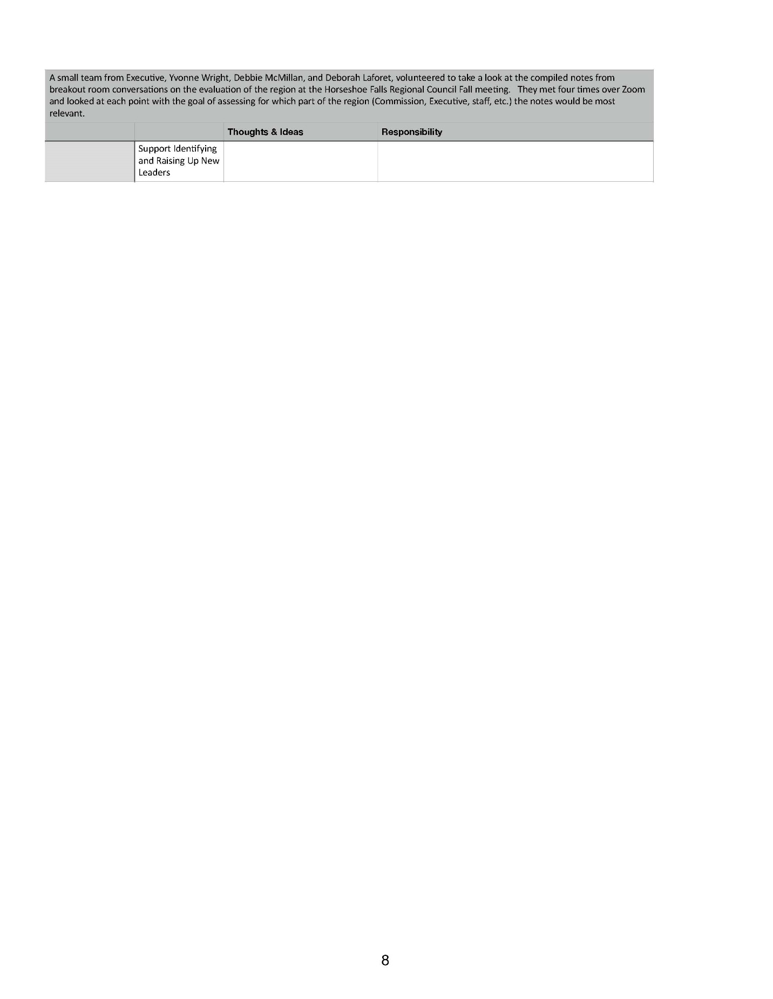 A small team from Executive, Yvonne Wright, Debbie McMillan, and Deborah Laforet, volunteered to take a look at the compiled notes from
breakout room conversations on the evaluation of the region at the Horseshoe Falls Regional Council Fall meeting.   They met four times over Zoom
and looked at each point with the goal of assessing for which part of the region (Commission, Executive, staff, etc.) the notes would be most
relevant.
Thoughts & Ideas Responsibility
Support Identifying
and Raising Up New
Leaders
8